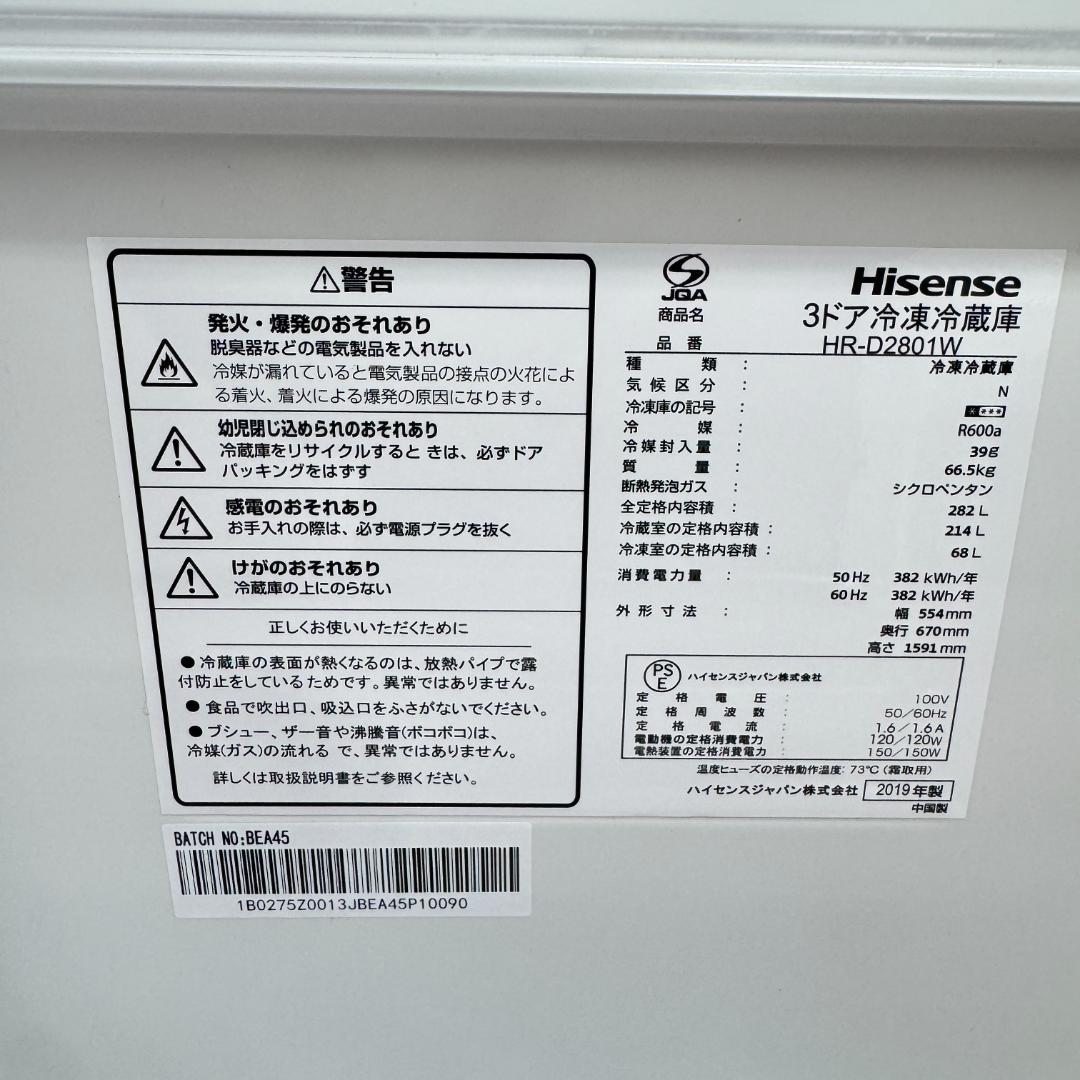 警告
発火・爆発のおそれあり
脱臭器などの電気製品を入れない
冷媒が漏れていると電気製品の接点の火花によ
る着火、着火による爆発の原因になります。
幼児閉じ込められのおそれあり
冷蔵庫をリサイクルするときは、必ずドア
パッキングをはずす
感電のおそれあり
お手入れの際は、必ず電源プラグを抜く
けがのおそれあり
冷蔵庫の上にのらない
正しくお使いいただくために
●冷蔵庫の表面が熱くなるのは、放熱パイプで露
付防止をしているためです。異常ではありません。
●食品で吹出口、吸込口をふさがないでください。
●ブシュー、ザー音や沸騰音(ボコボコ)は、
冷媒(ガス)の流れるで、異常ではありません。
詳しくは取扱説明書をご参照ください。
JQA
Hisense
商品名 3ドア冷凍冷蔵庫
品番 HR-D2801W
種類 : 冷凍冷蔵庫
気候区分 : N
冷凍庫の記号 : * ***
冷媒 : R600a
冷媒封入量 : 39g
質量 : 66.5kg
断熱発泡ガス : シクロペンタン
全定格内容積 : 282 L
冷蔵室の定格内容積 : 214 L
冷凍室の定格内容積 : 68 L
消費電力量 : 50 Hz 382 kWh/年
60 Hz 382 kWh/年
外形寸法 : 幅 554mm
奥行 670mm
高さ 1591mm
PS E ハイセンスジャパン株式会社
定格電圧 : 100V
定格周波数 : 50/60Hz
定格電流 : 1.6/1.6A
電動機の定格消費電力 : 120/120W
電熱装置の定格消費電力 : 150/150W
温度ヒューズの定格動作温度: 73℃(霜取用)
ハイセンスジャパン株式会社 2019年製
中国製
BATCH NO:BEA45
1B0275Z0013JBEA45P10090